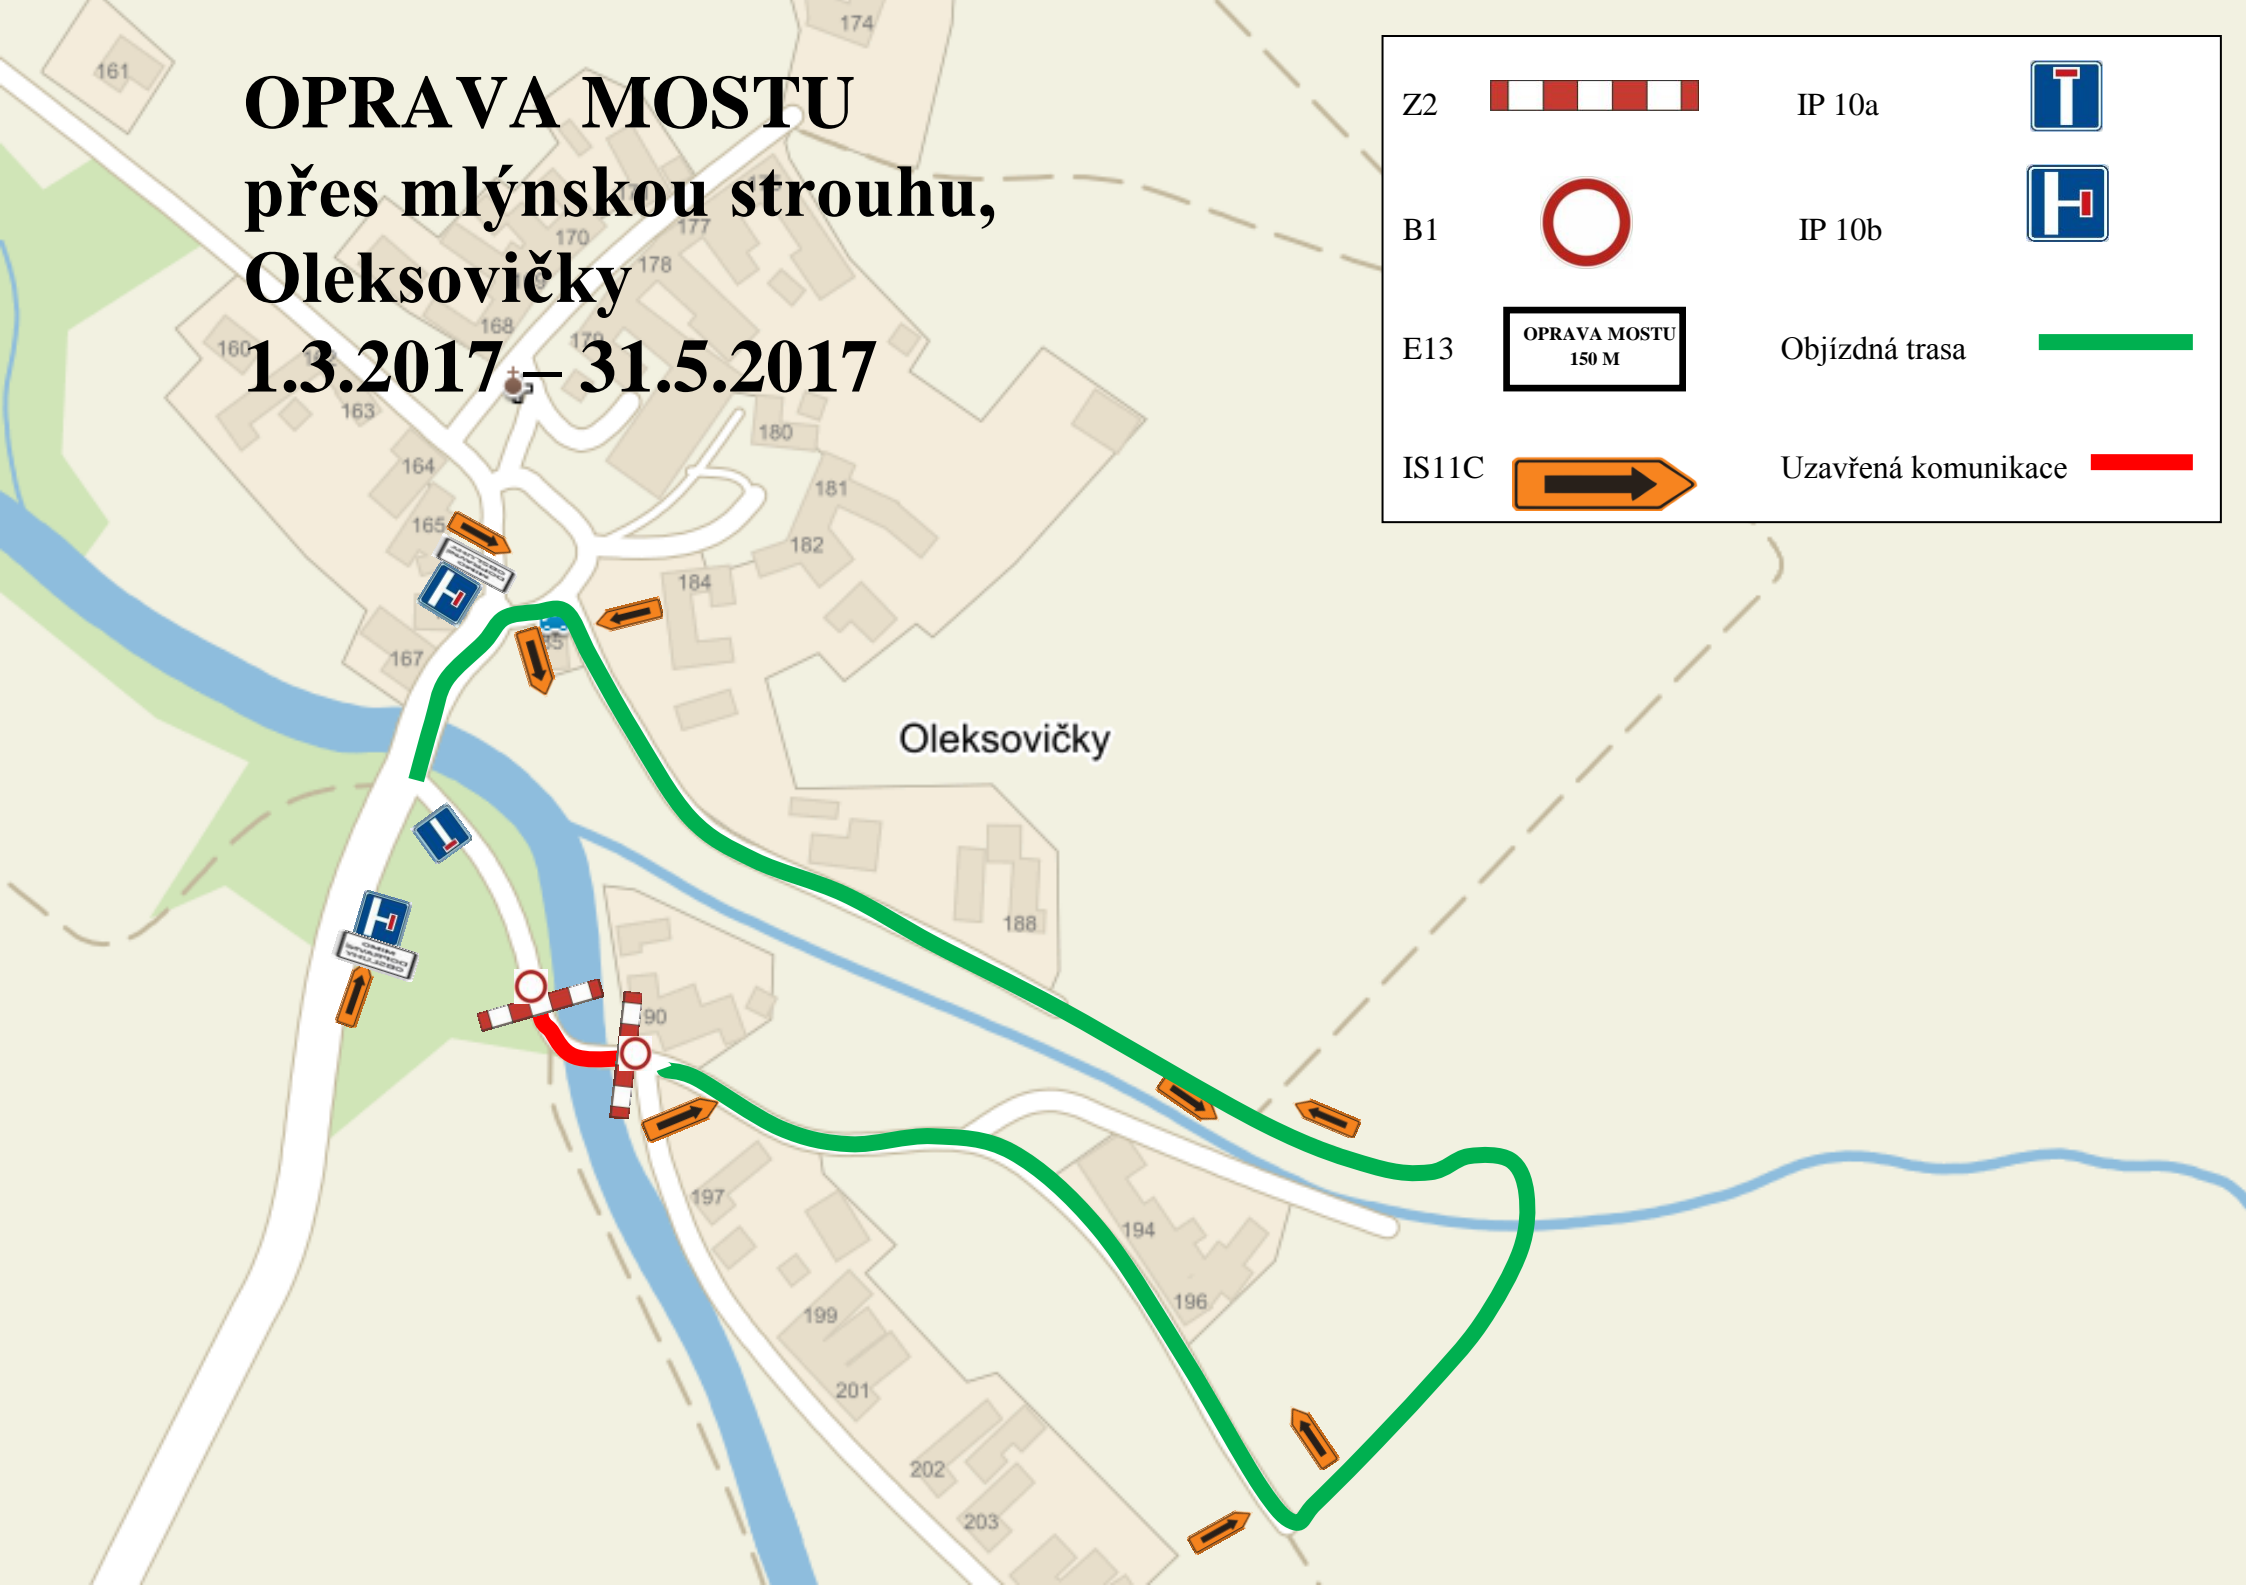 OPRAVA MOSTU
přes mlýnskou strouhu,
Oleksovičky
1.3.2017 – 31.5.2017
Z2
IP 10a
B1
IP 10b
E13
OPRAVA MOSTU
150 M
Objízdná trasa
IS11C
Uzavřená komunikace
174
161
177
170
178
168
179
160
163
180
164
181
165
182
184
167
Oleksovičky
188
90
197
194
196
199
201
202
203